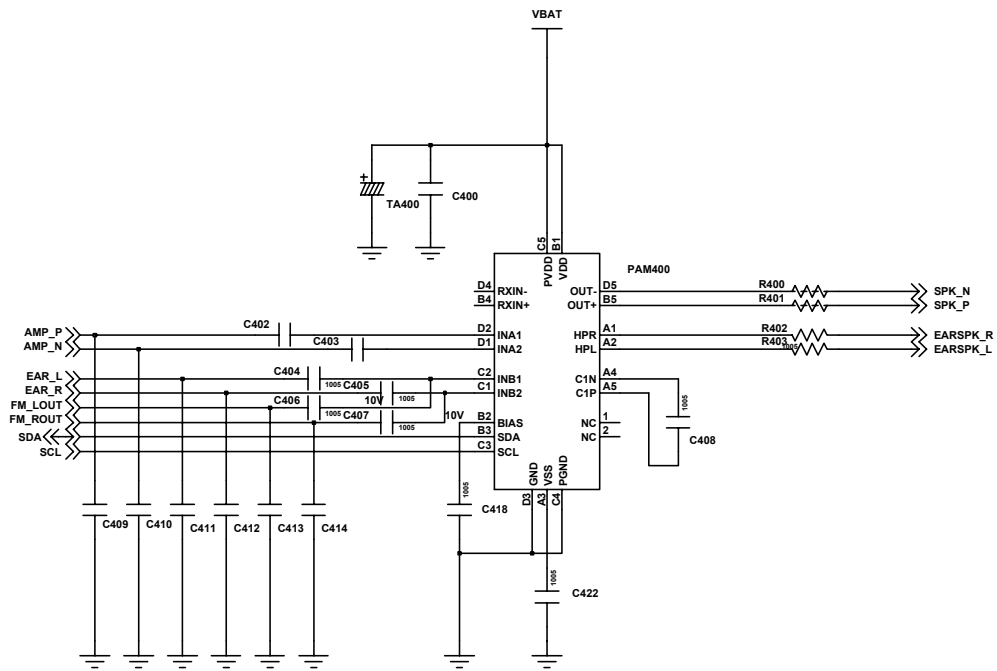 VBAT
+
TA400
C400
C5
B1
PVDD
VDD
PAM400
D4 RXIN-
B4 RXIN+
OUT- D5 R400 SPK_N
OUT+ B5 R401 SPK_P
AMP_P C402 D2 INA1
AMP_N C403 D1 INA2
HPR A1 R402 EARSPK_R
HPL A2 R403 1005 EARSPK_L
EAR_L C404 1005 C2 INB1
EAR_R C405 1005 C1 INB2
C1N A4
C1P A5
1005
C408
FM_LOUT C406 1005 10V
FM_ROUT C407 1005 10V
B2 BIAS
SDA B3 SDA
SCL C3 SCL
NC 1
NC 2
GND
VSS
PGND
D3
A3
C4
C409
C410
C411
C412
C413
C414
1005
C418
1005
C422